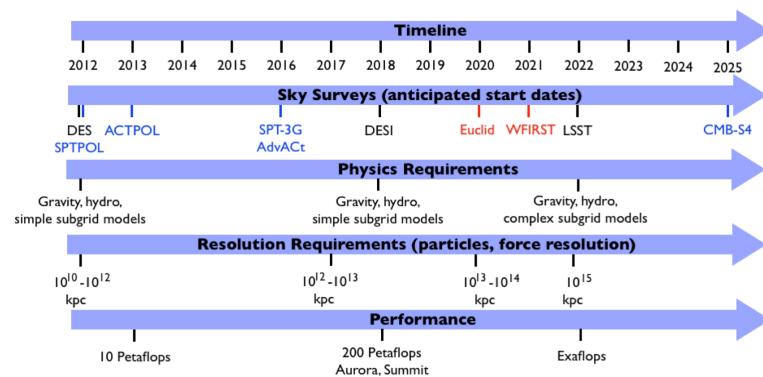 Timeline
2012 2013 2014 2015 2016 2017 2018 2019 2020 2021 2022 2023 2024 2025
Sky Surveys (anticipated start dates)
DES ACTPOL SPT-3G DESI Euclid WFIRST LSST CMB-S4
SPTPOL AdvACt
Physics Requirements
Gravity, hydro, Gravity, hydro, Gravity, hydro,
simple subgrid models simple subgrid models complex subgrid models
Resolution Requirements (particles, force resolution)
10¹⁰-10¹² 10¹²-10¹³ 10¹³-10¹⁴ 10¹⁵
kpc kpc kpc kpc
Performance
10 Petaflops 200 Petaflops Exaflops
Aurora, Summit